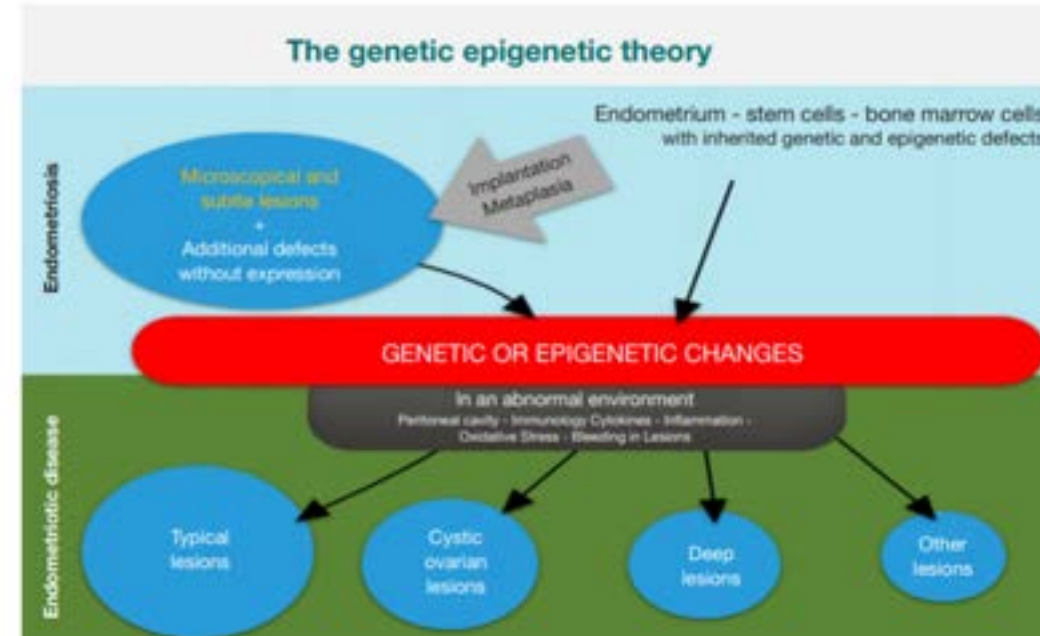 The genetic epigenetic theory
Endometrium - stem cells - bone marrow cells
with inherited genetic and epigenetic defects
Implantation
Metaplasia
Endometriosis
Microscopical and
subtle lesions
+
Additional defects
without expression
GENETIC OR EPIGENETIC CHANGES
In an abnormal environment
Peritoneal cavity - Immunology Cytokines - Inflammation -
Oxidative Stress - Bleeding in Lesions
Endometriotic disease
Typical
lesions
Cystic
ovarian
lesions
Deep
lesions
Other
lesions